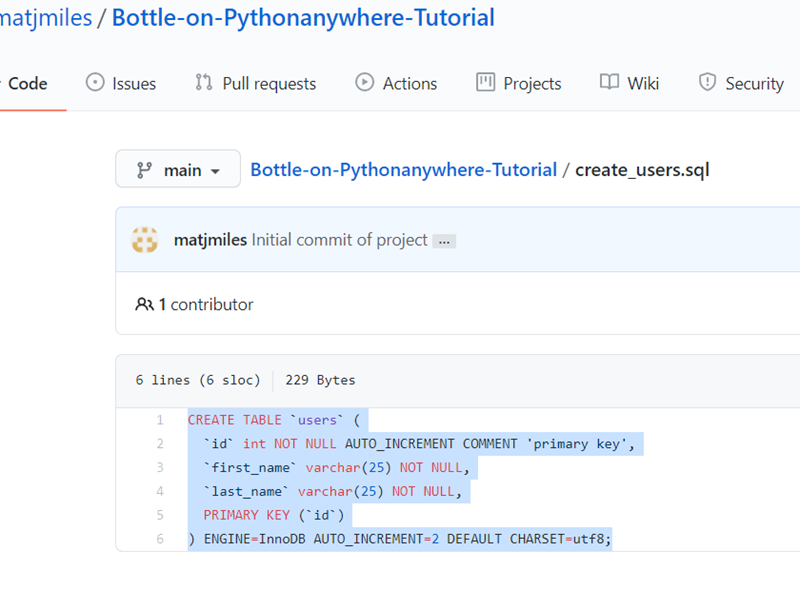 matjmiles / Bottle-on-Pythonanywhere-Tutorial
Code Issues Pull requests Actions Projects Wiki Security
main Bottle-on-Pythonanywhere-Tutorial / create_users.sql
matjmiles Initial commit of project ...
1 contributor
6 lines (6 sloc) 229 Bytes
1 CREATE TABLE `users` (
2 `id` int NOT NULL AUTO_INCREMENT COMMENT 'primary key',
3 `first_name` varchar(25) NOT NULL,
4 `last_name` varchar(25) NOT NULL,
5 PRIMARY KEY (`id`)
6 ) ENGINE=InnoDB AUTO_INCREMENT=2 DEFAULT CHARSET=utf8;